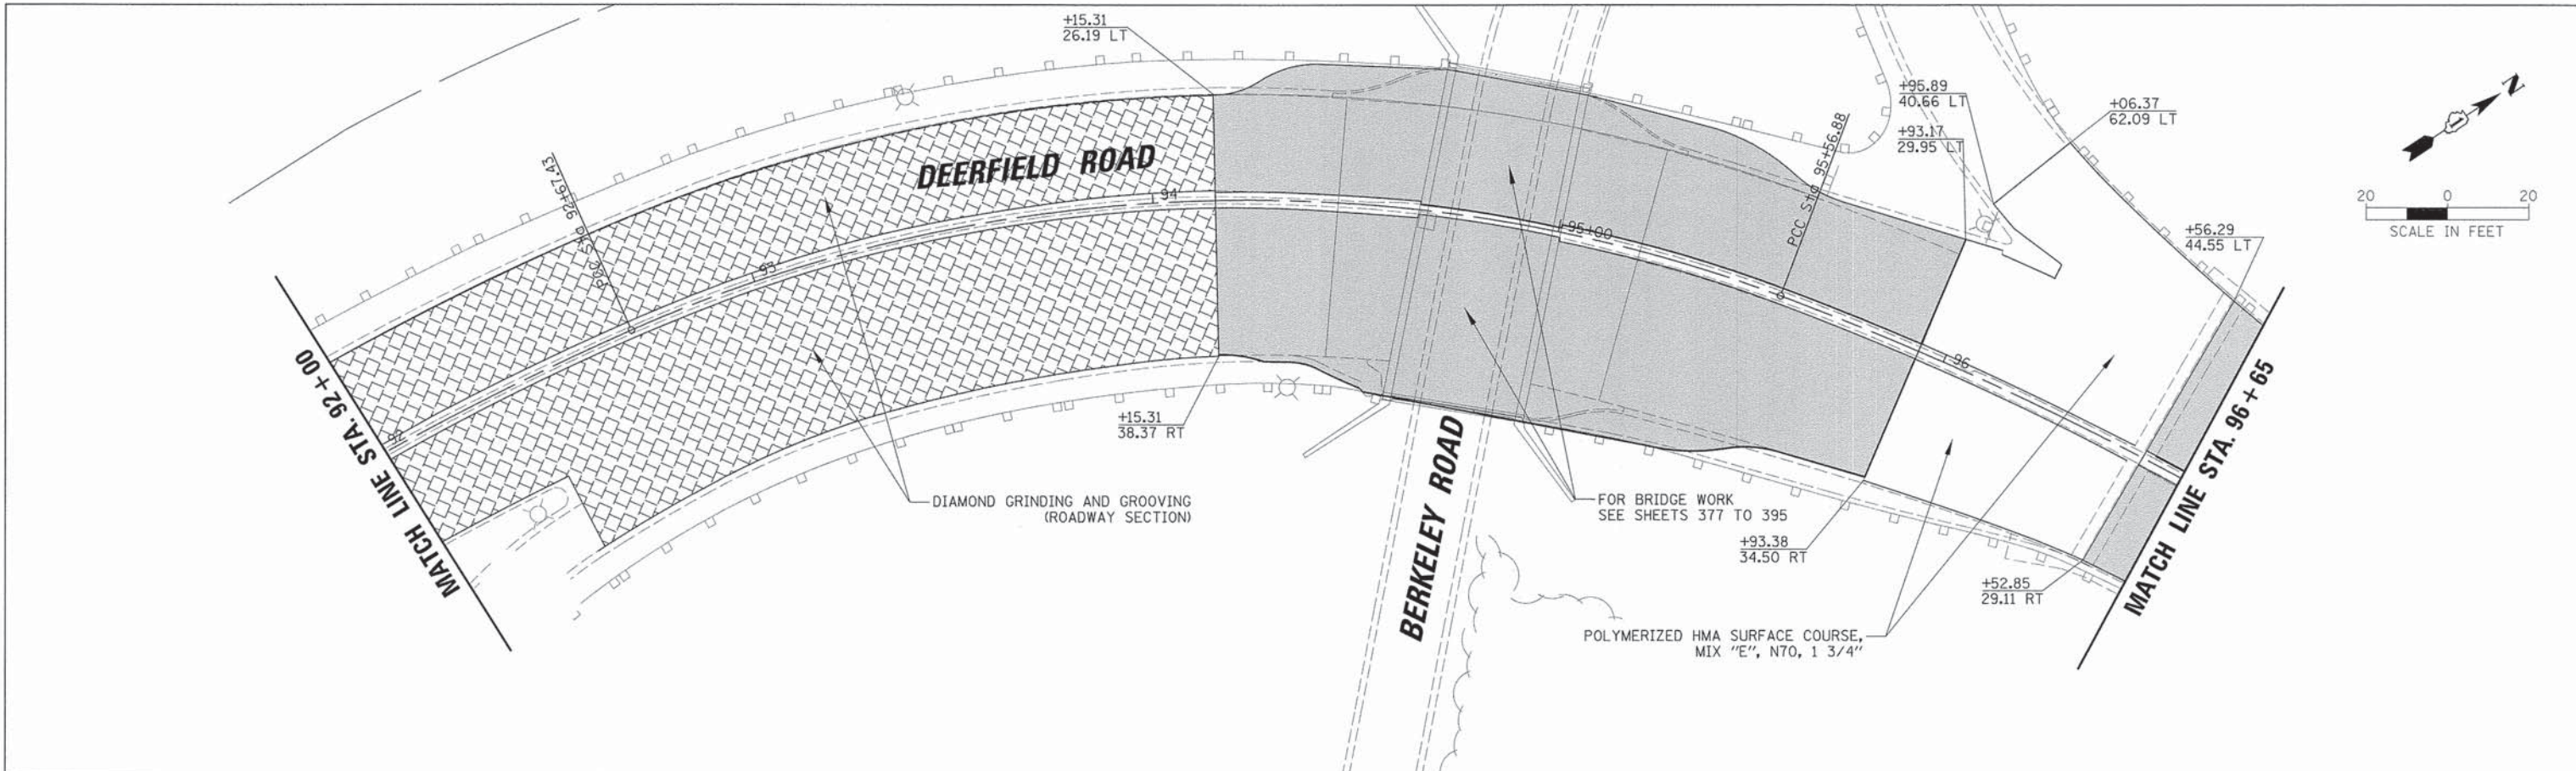 +15.31
26.19 LT
+95.89
40.66 LT
+06.37
62.09 LT
+93.17
29.95 LT
N
1
20 0 20
SCALE IN FEET
DEERFIELD ROAD
PCC Sta 92+67.43
PCC Sta 95+56.88
92
93
94
95+00
96
+56.29
44.55 LT
MATCH LINE STA. 92+00
MATCH LINE STA. 96+65
+15.31
38.37 RT
DIAMOND GRINDING AND GROOVING
(ROADWAY SECTION)
BERKELEY ROAD
FOR BRIDGE WORK
SEE SHEETS 377 TO 395
+93.38
34.50 RT
+52.85
29.11 RT
POLYMERIZED HMA SURFACE COURSE,
MIX "E", N70, 1 3/4"